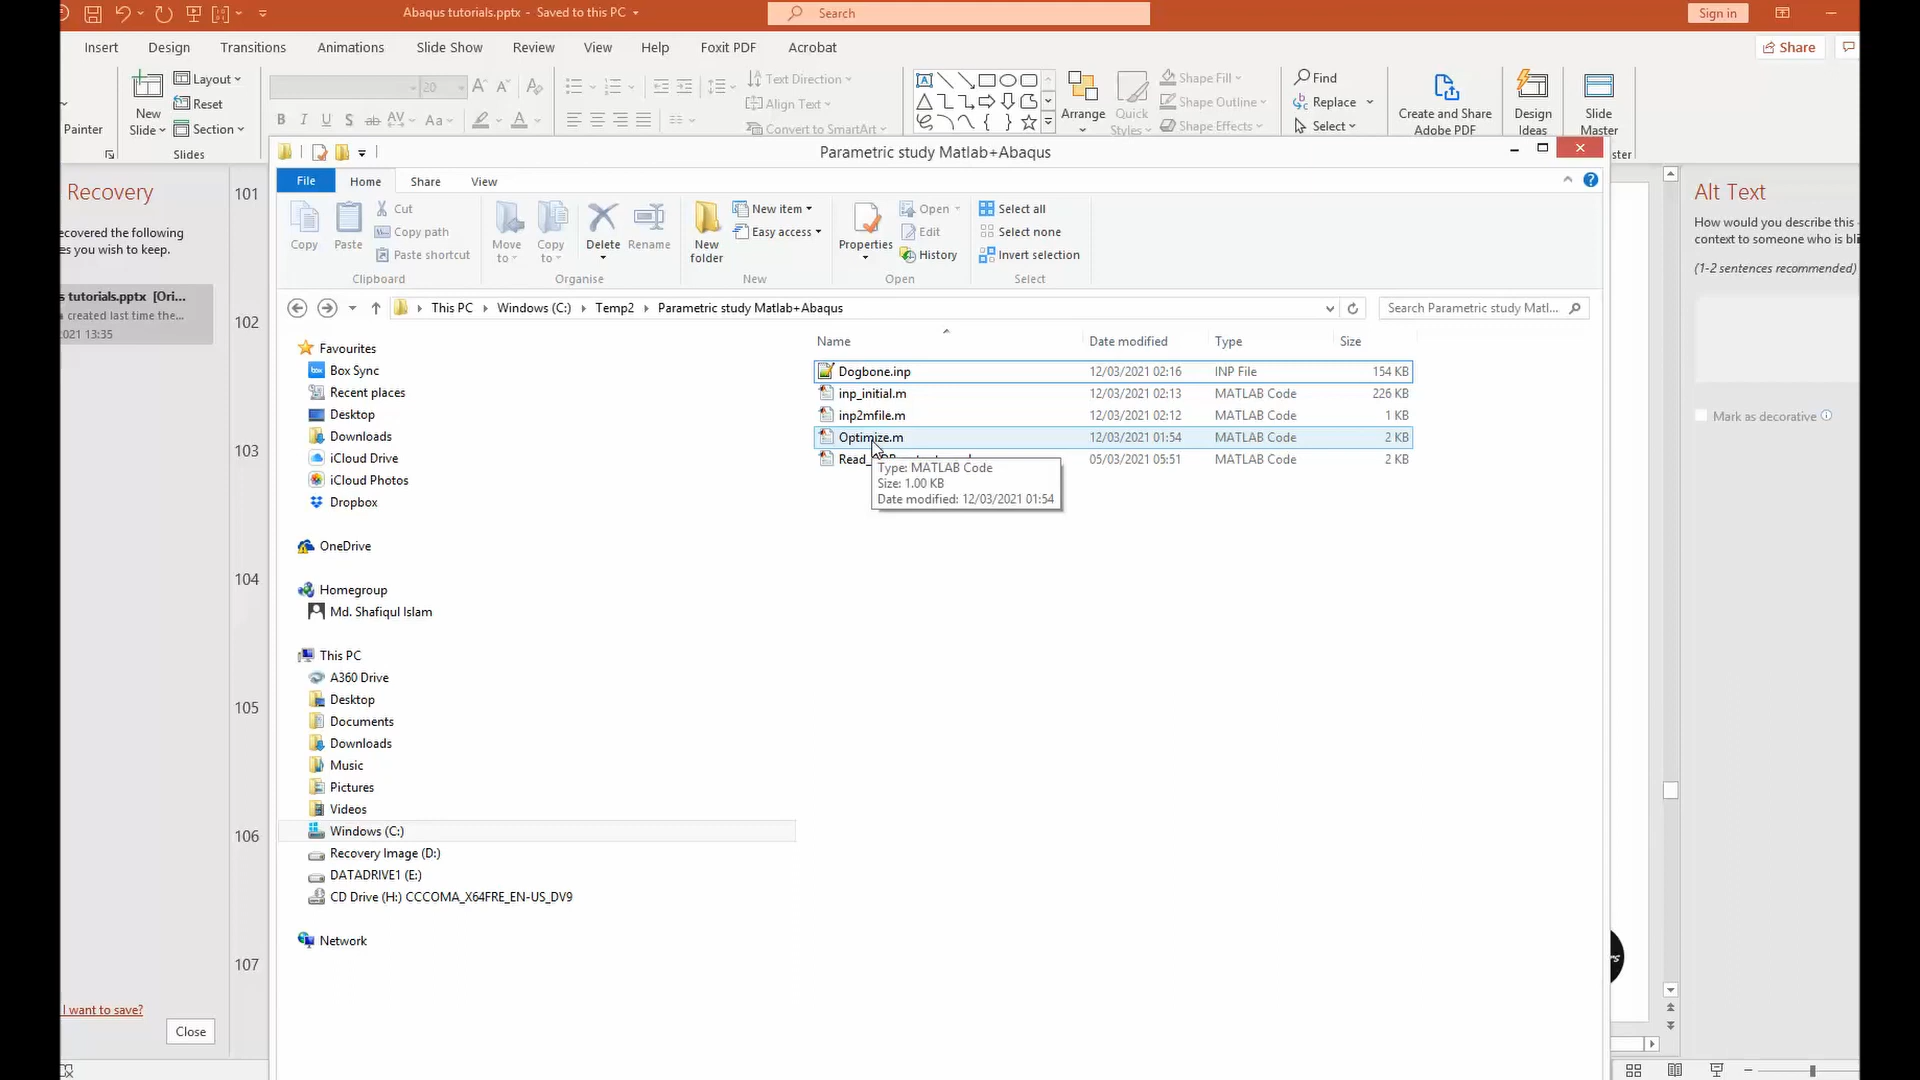 Abaqus tutorials.pptx - Saved to this PC
Search
Sign in
Insert Design Transitions Animations Slide Show Review View Help Foxit PDF Acrobat
Share
Painter
New Slide
Layout
Reset
Section
Slides
20
Text Direction
Align Text
Convert to SmartArt
Arrange
Quick Styles
Shape Fill
Shape Outline
Shape Effects
Find
Replace
Select
Create and Share Adobe PDF
Design Ideas
Slide Master
Parametric study Matlab+Abaqus
File Home Share View
Copy
Paste
Cut
Copy path
Paste shortcut
Clipboard
Move to
Copy to
Delete
Rename
Organise
New folder
New item
Easy access
New
Properties
Open
Edit
History
Open
Select all
Select none
Invert selection
Select
This PC Windows (C:) Temp2 Parametric study Matlab+Abaqus
Search Parametric study Matl...
Recovery
ecovered the following
es you wish to keep.
s tutorials.pptx [Ori...
a created last time the...
2021 13:35
I want to save?
Close
101
102
103
104
105
106
107
Favourites
Box Sync
Recent places
Desktop
Downloads
iCloud Drive
iCloud Photos
Dropbox
OneDrive
Homegroup
Md. Shafiqul Islam
This PC
A360 Drive
Desktop
Documents
Downloads
Music
Pictures
Videos
Windows (C:)
Recovery Image (D:)
DATADRIVE1 (E:)
CD Drive (H:) CCCOMA_X64FRE_EN-US_DV9
Network
Name Date modified Type Size
Dogbone.inp 12/03/2021 02:16 INP File 154 KB
inp_initial.m 12/03/2021 02:13 MATLAB Code 226 KB
inp2mfile.m 12/03/2021 02:12 MATLAB Code 1 KB
Optimize.m 12/03/2021 01:54 MATLAB Code 2 KB
Read_ 05/03/2021 05:51 MATLAB Code 2 KB
Type: MATLAB Code
Size: 1.00 KB
Date modified: 12/03/2021 01:54
Alt Text
How would you describe this
context to someone who is bli
(1-2 sentences recommended)
Mark as decorative